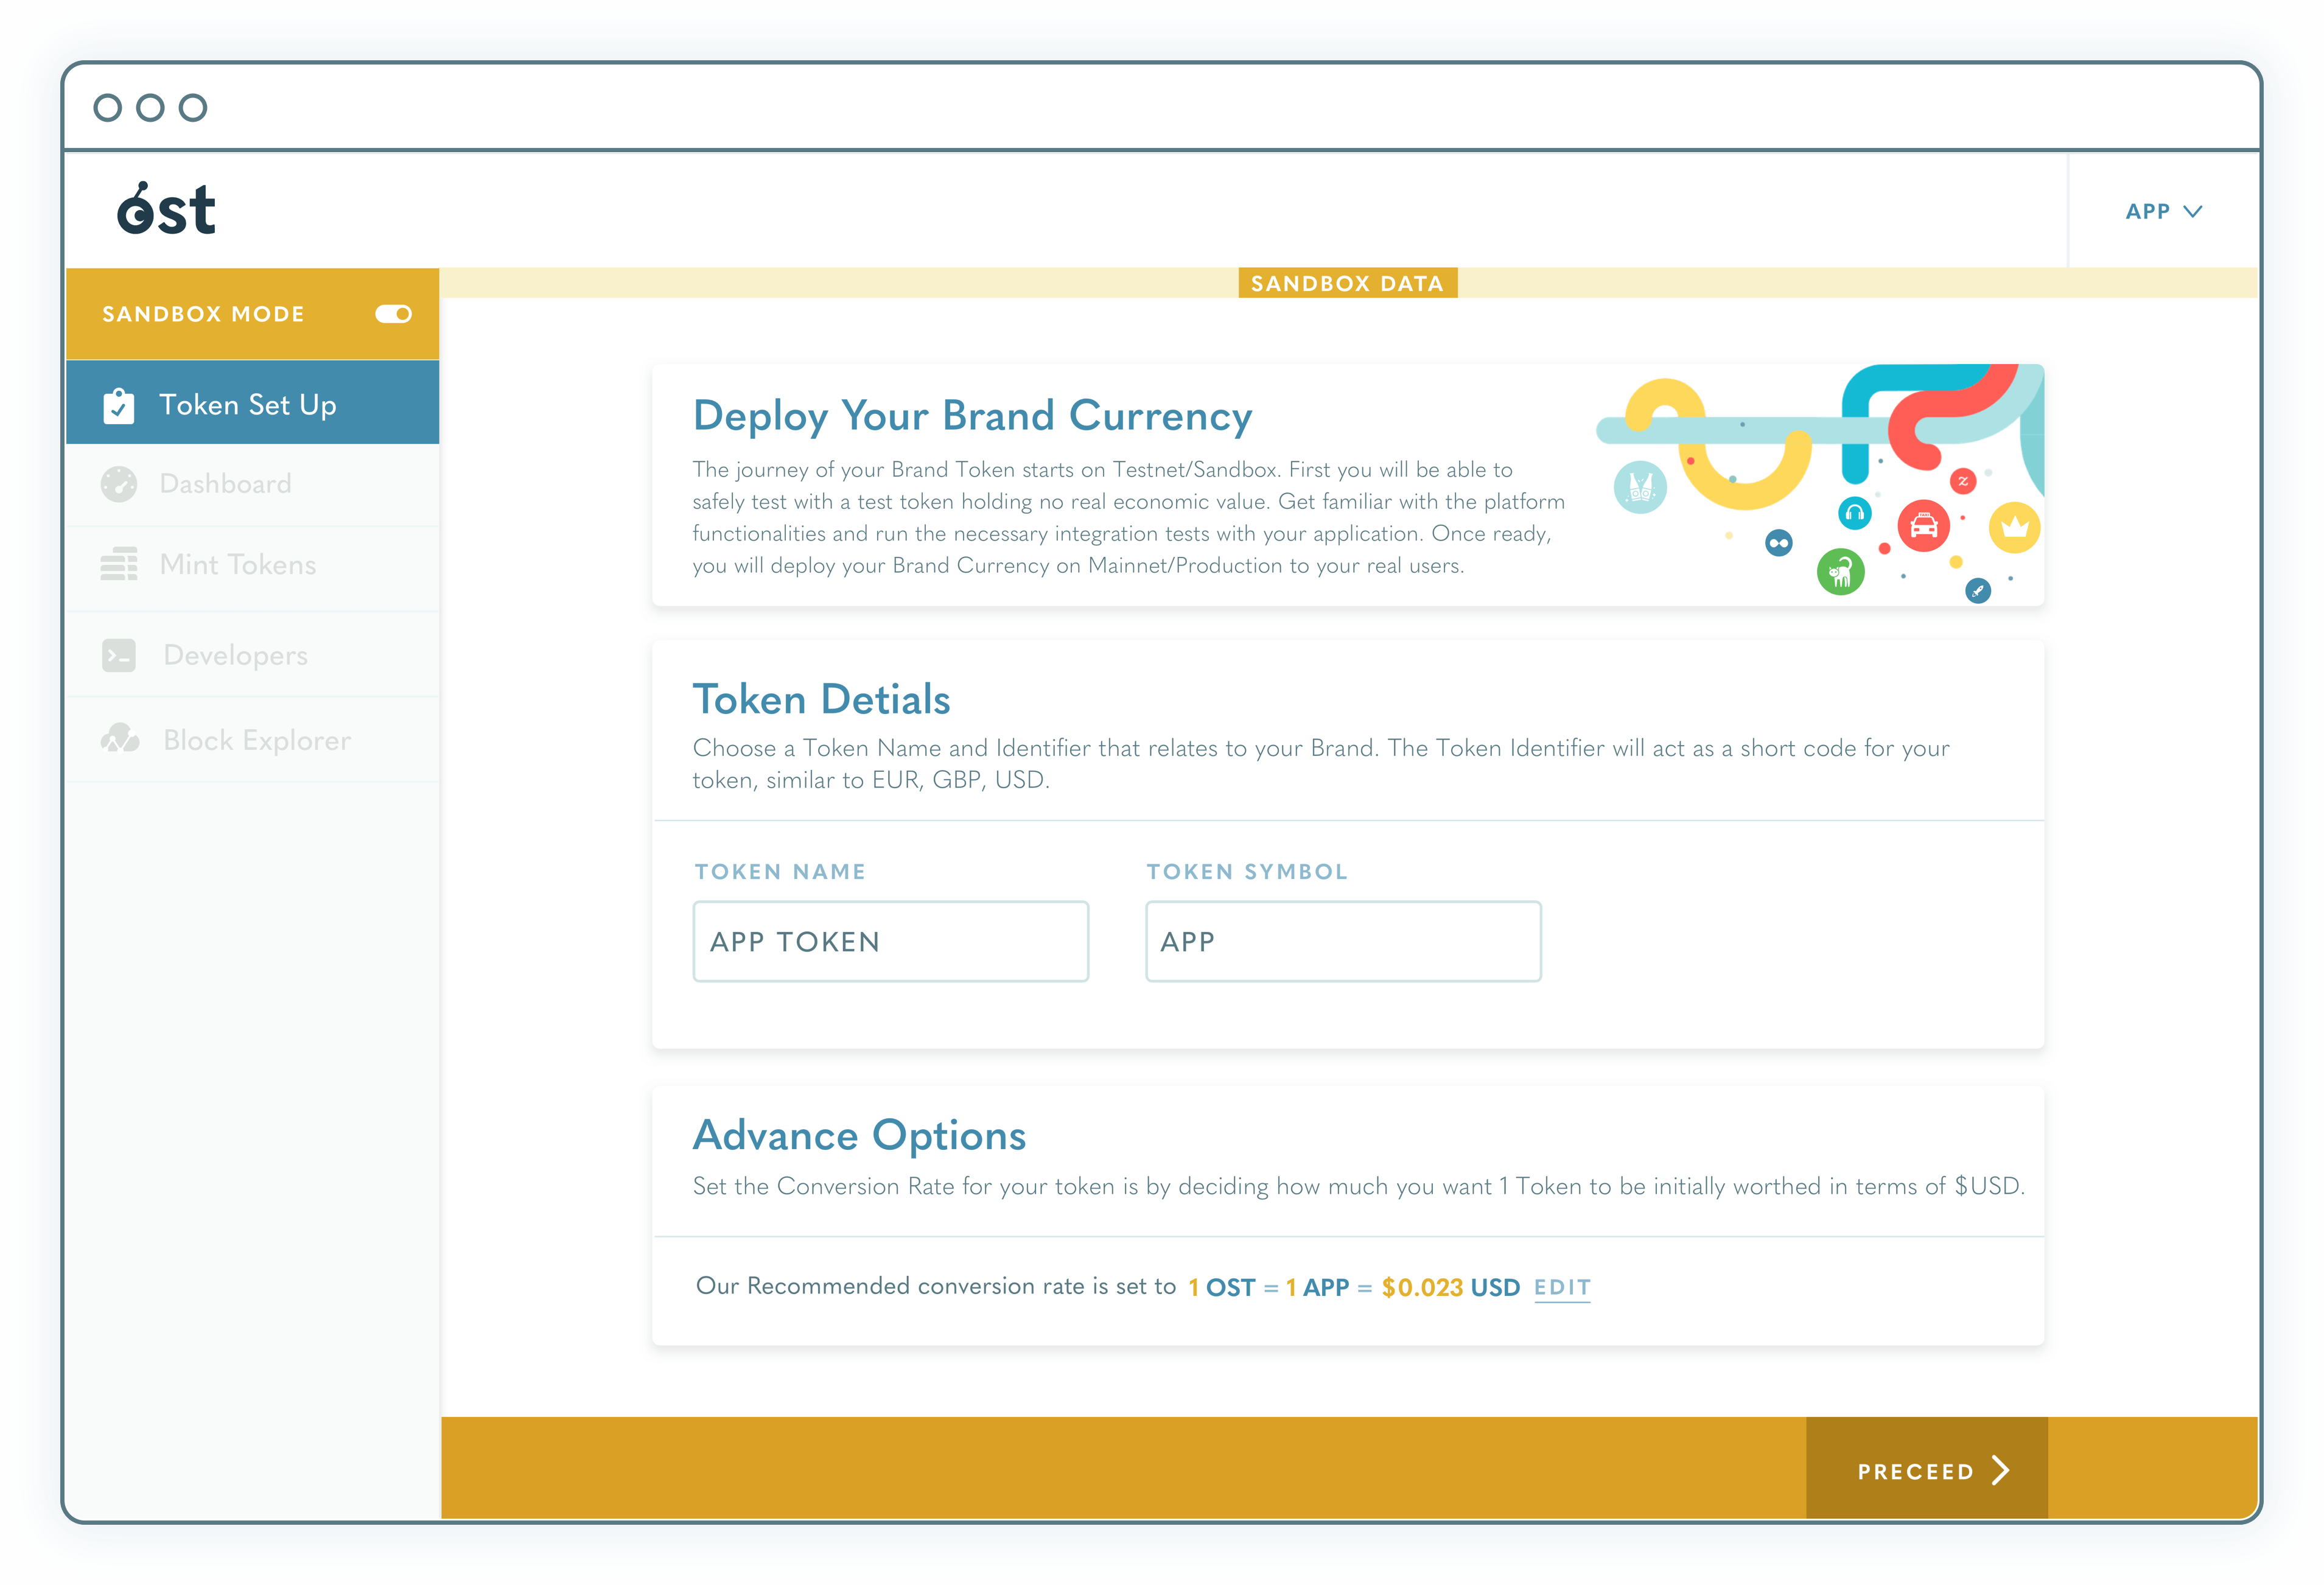 ost
APP
SANDBOX MODE
SANDBOX DATA
Token Set Up
Dashboard
Mint Tokens
Developers
Block Explorer
Deploy Your Brand Currency
The journey of your Brand Token starts on Testnet/Sandbox. First you will be able to
safely test with a test token holding no real economic value. Get familiar with the platform
functionalities and run the necessary integration tests with your application. Once ready,
you will deploy your Brand Currency on Mainnet/Production to your real users.
z
Token Detials
Choose a Token Name and Identifier that relates to your Brand. The Token Identifier will act as a short code for your
token, similar to EUR, GBP, USD.
TOKEN NAME
TOKEN SYMBOL
APP TOKEN
APP
Advance Options
Set the Conversion Rate for your token is by deciding how much you want 1 Token to be initially worthed in terms of $USD.
Our Recommended conversion rate is set to 1 OST = 1 APP = $0.023 USD EDIT
PRECEED